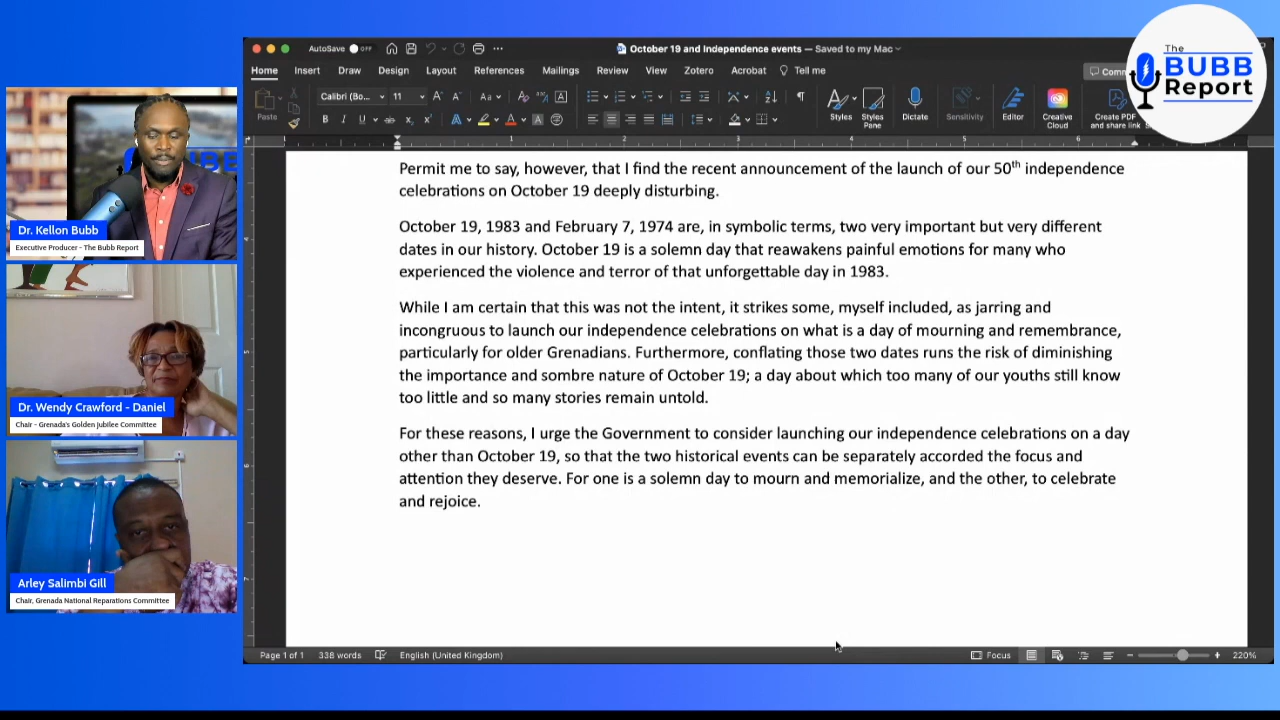 The
BUBB
Report
Dr. Kellon Bubb
Executive Producer - The Bubb Report
Dr. Wendy Crawford - Daniel
Chair - Grenada's Golden Jubilee Committee
Arley Salimbi Gill
Chair, Grenada National Reparations Committee
AutoSave OFF
October 19 and Independence events — Saved to my Mac
Home Insert Draw Design Layout References Mailings Review View Zotero Acrobat Tell me
Paste
Calibri (Bo... 11
Styles
Styles
Pane
Dictate
Sensitivity
Editor
Creative
Cloud
Create PDF
and share link
Permit me to say, however, that I find the recent announcement of the launch of our 50th independence
celebrations on October 19 deeply disturbing.
October 19, 1983 and February 7, 1974 are, in symbolic terms, two very important but very different
dates in our history. October 19 is a solemn day that reawakens painful emotions for many who
experienced the violence and terror of that unforgettable day in 1983.
While I am certain that this was not the intent, it strikes some, myself included, as jarring and
incongruous to launch our independence celebrations on what is a day of mourning and remembrance,
particularly for older Grenadians. Furthermore, conflating those two dates runs the risk of diminishing
the importance and sombre nature of October 19; a day about which too many of our youths still know
too little and so many stories remain untold.
For these reasons, I urge the Government to consider launching our independence celebrations on a day
other than October 19, so that the two historical events can be separately accorded the focus and
attention they deserve. For one is a solemn day to mourn and memorialize, and the other, to celebrate
and rejoice.
Page 1 of 1 338 words English (United Kingdom) Focus 220%